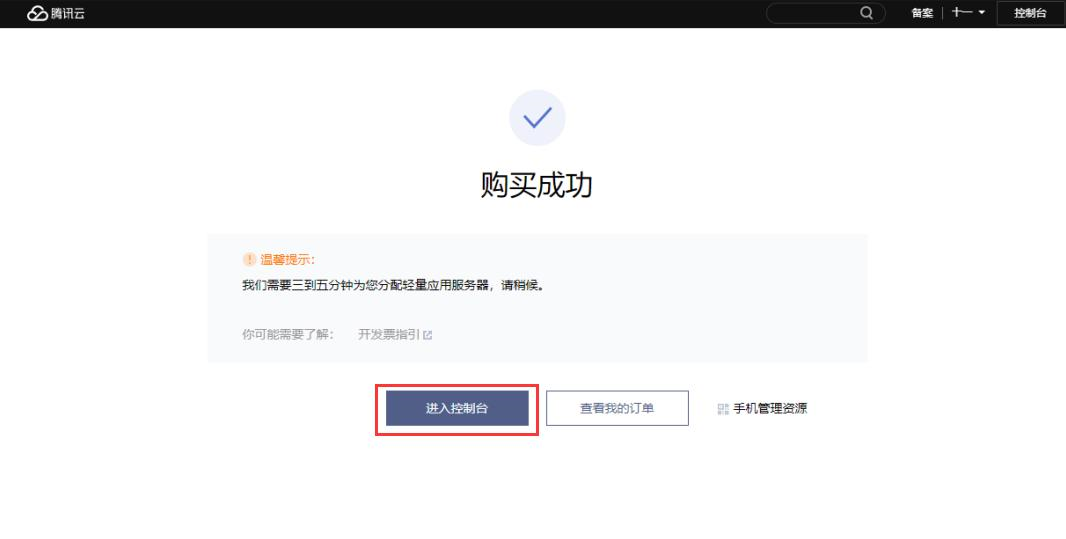 腾讯云
备案
十一
控制台
购买成功
温馨提示：
我们需要三到五分钟为您分配轻量应用服务器，请稍候。
你可能需要了解： 开发票指引
进入控制台
查看我的订单
手机管理资源